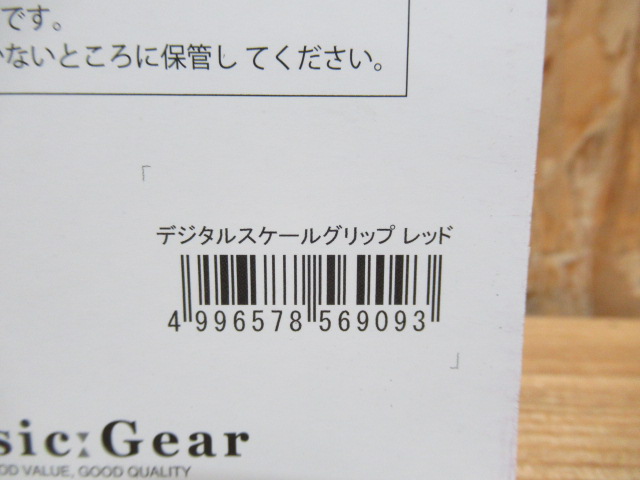 です。
かないところに保管し てください。
デジタルスケールグリップ レッド
4 996578 569093
sic:Gear
DD VALUE, GOOD QUALITY